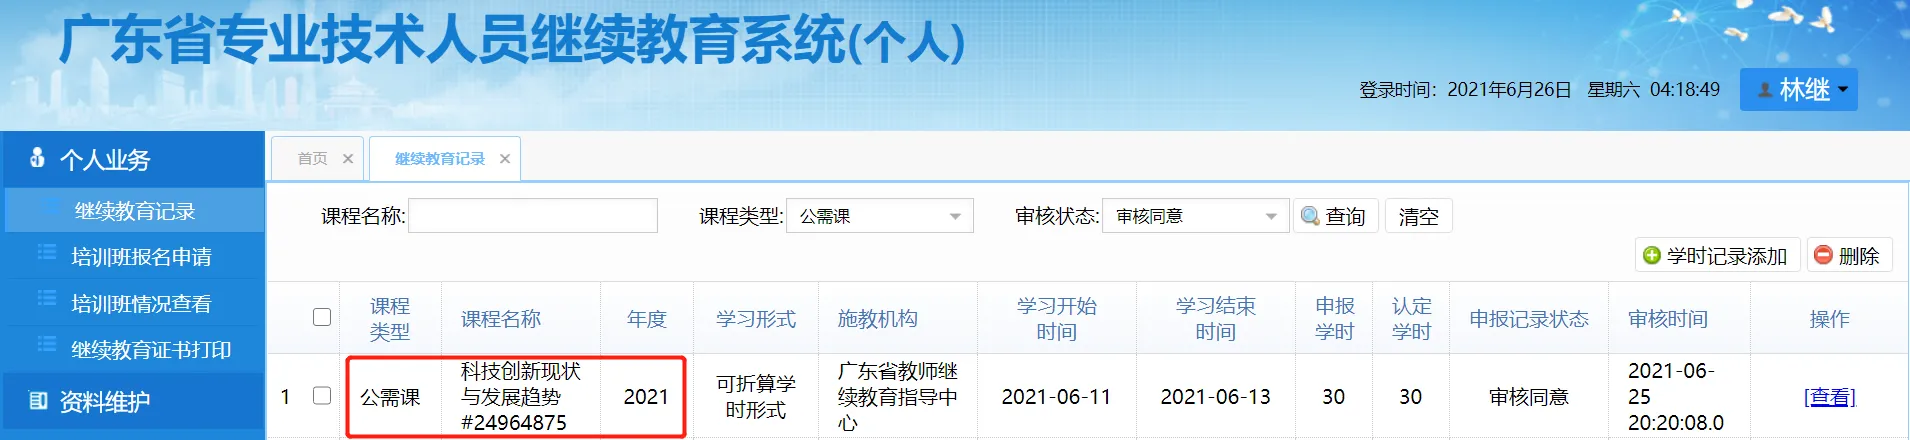 广东省专业技术人员继续教育系统(个人)
登录时间：2021年6月26日 星期六 04:18:49
林继
个人业务
继续教育记录
培训班报名申请
培训班情况查看
继续教育证书打印
资料维护
首页
继续教育记录
课程名称:
课程类型: 公需课
审核状态: 审核同意
查询
清空
学时记录添加
删除
课程
类型
课程名称
年度
学习形式
施教机构
学习开始
时间
学习结束
时间
申报
学时
认定
学时
申报记录状态
审核时间
操作
1
公需课
科技创新现状
与发展趋势
#24964875
2021
可折算学
时形式
广东省教师继
续教育指导中
心
2021-06-11
2021-06-13
30
30
审核同意
2021-06-
25
20:20:08.0
[查看]